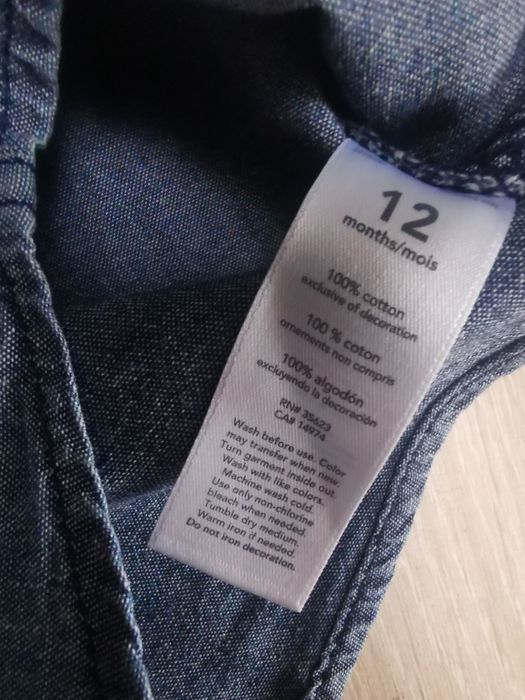 12
months/mois
100% cotton
exclusive of decoration
100 % coton
ornements non compris
100% algodón
excluyendo la decoración
RN# 35623
CA# 14974
Wash before use. Color
may transfer when new.
Turn garment inside out.
Wash with like colors.
Machine wash cold.
Use only non-chlorine
bleach when needed.
Tumble dry medium.
Warm iron if needed.
Do not iron decoration.